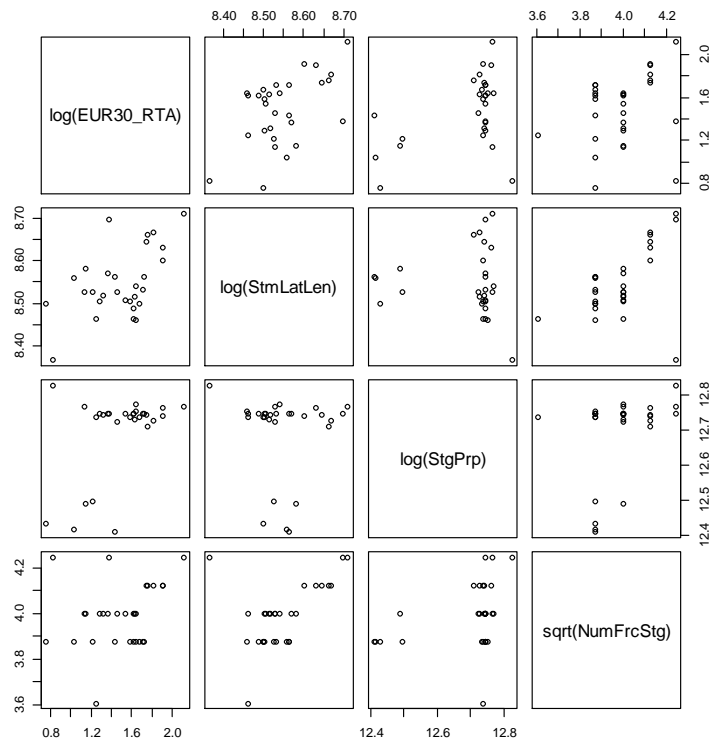 8.40 8.50 8.60 8.70
3.6 3.8 4.0 4.2
log(EUR30_RTA)
0.8 1.2 1.6 2.0
8.40 8.50 8.60 8.70
log(StmLatLen)
log(StgPrp)
12.4 12.5 12.6 12.7 12.8
3.6 3.8 4.0 4.2
sqrt(NumFrcStg)
0.8 1.2 1.6 2.0
12.4 12.6 12.8